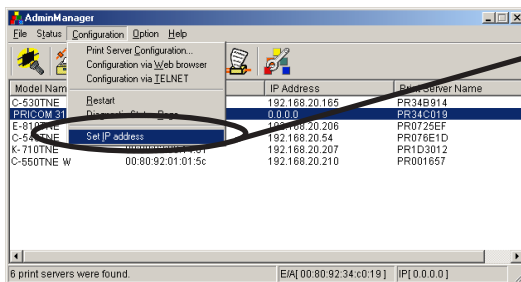 AdminManager
File Status Configuration Option Help
Print Server Configuration...
Configuration via Web browser
Configuration via TELNET
Restart
Set IP address
Model Nam IP Address Print Server Name
C-530TNE 192.168.20.165 PR34B914
PRICOM 31 0.0.0.0 PR34C019
E-810TNE 192.168.20.206 PR0725EF
C-540TNE 192.168.20.54 PR076E1D
K-710TNE 192.168.20.207 PR1D3012
C-550TNE W 00:80:92:01:01:5c 192.168.20.210 PR001657
6 print servers were found. E/A[ 00:80:92:34:c0:19 ] IP[ 0.0.0.0 ]